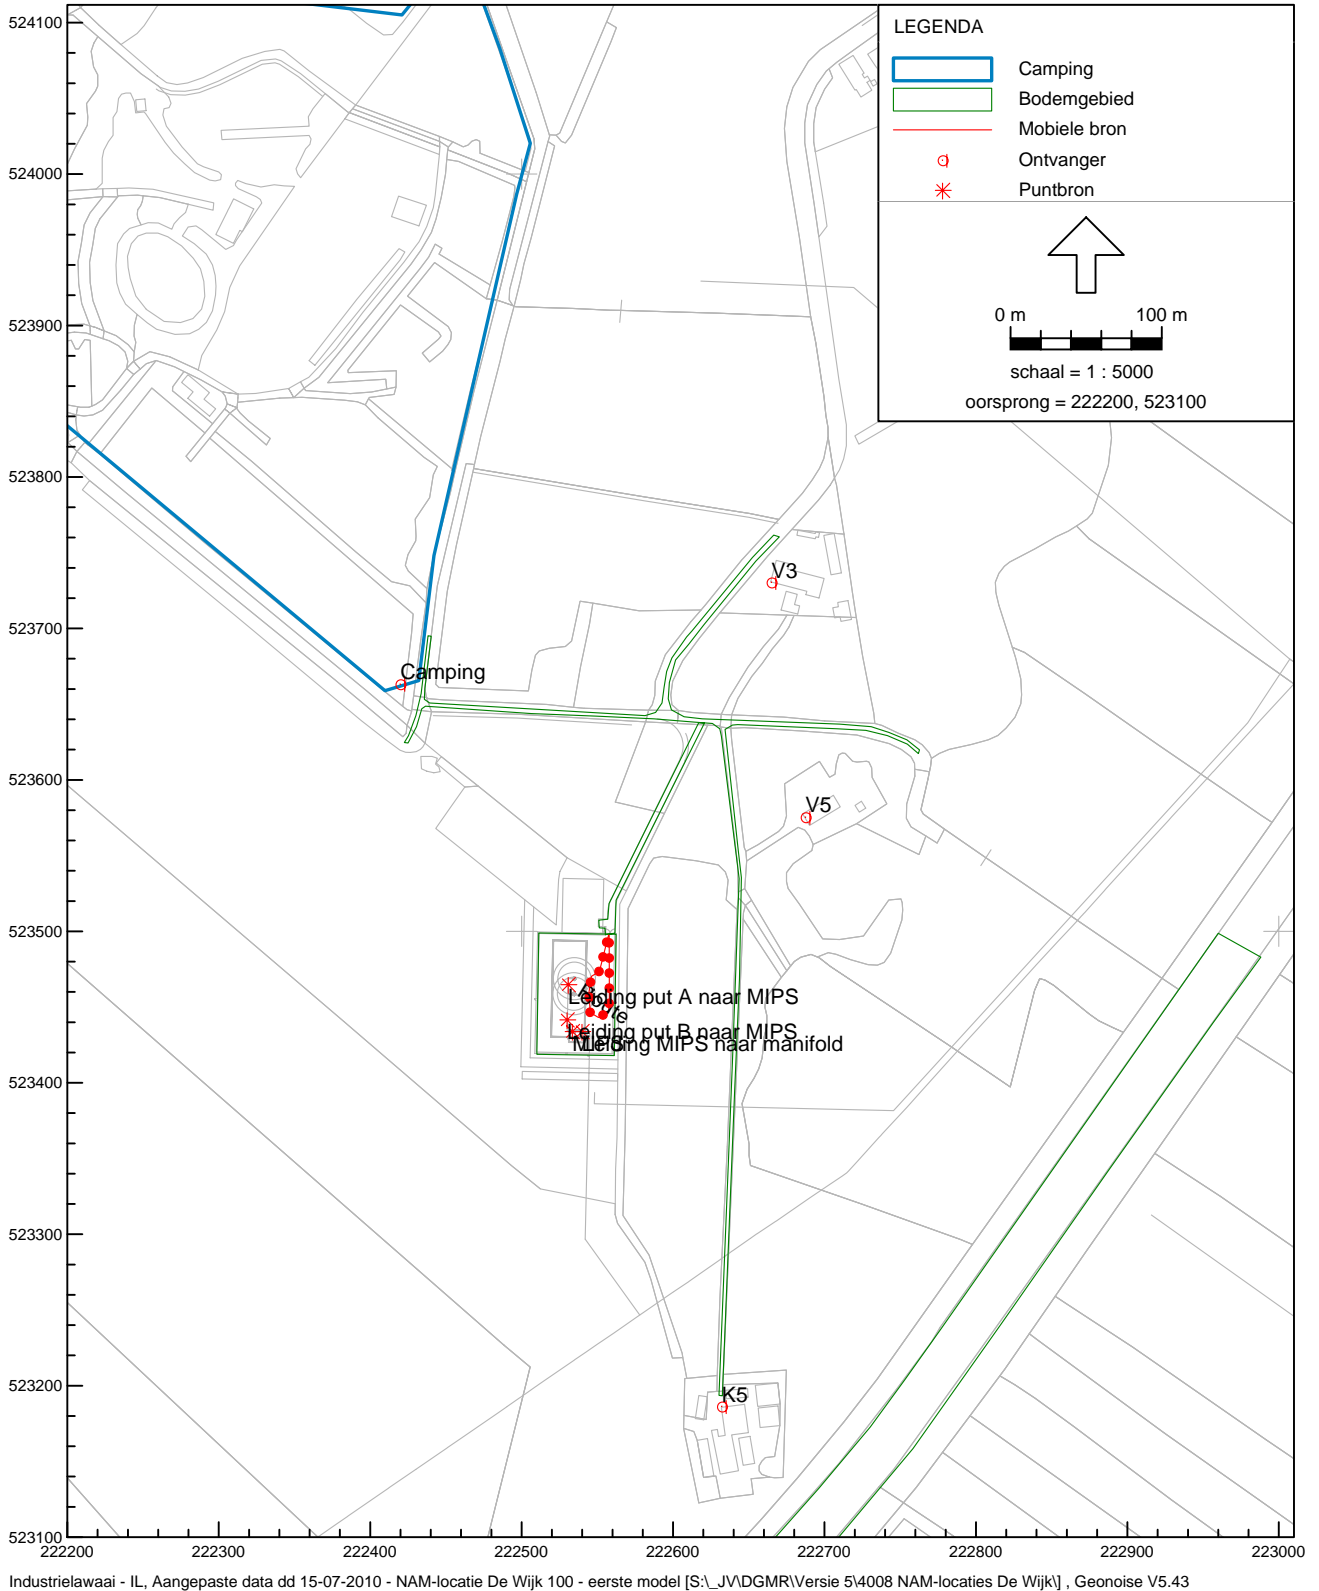 524100
524000
523900
523800
523700
523600
523500
523400
523300
523200
523100
LEGENDA
Camping
Bodemgebied
Mobiele bron
Ontvanger
Puntbron
0 m 100 m
schaal = 1 : 5000
oorsprong = 222200, 523100
V3
Camping
V5
Leiding put A naar MIPS
Leiding put B naar MIPS
MIPS
Leiding MIPS naar manifold
K5
222200 222300 222400 222500 222600 222700 222800 222900 223000
Industrielawaai - IL, Aangepaste data dd 15-07-2010 - NAM-locatie De Wijk 100 - eerste model [S:\_JV\DGMR\Versie 5\4008 NAM-locaties De Wijk\] , Geonoise V5.43